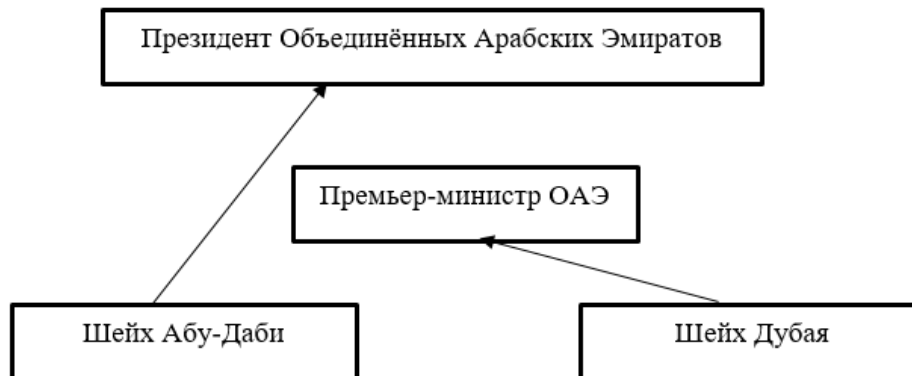 Президент Объединённых Арабских Эмиратов
Премьер-министр ОАЭ
Шейх Абу-Даби
Шейх Дубая